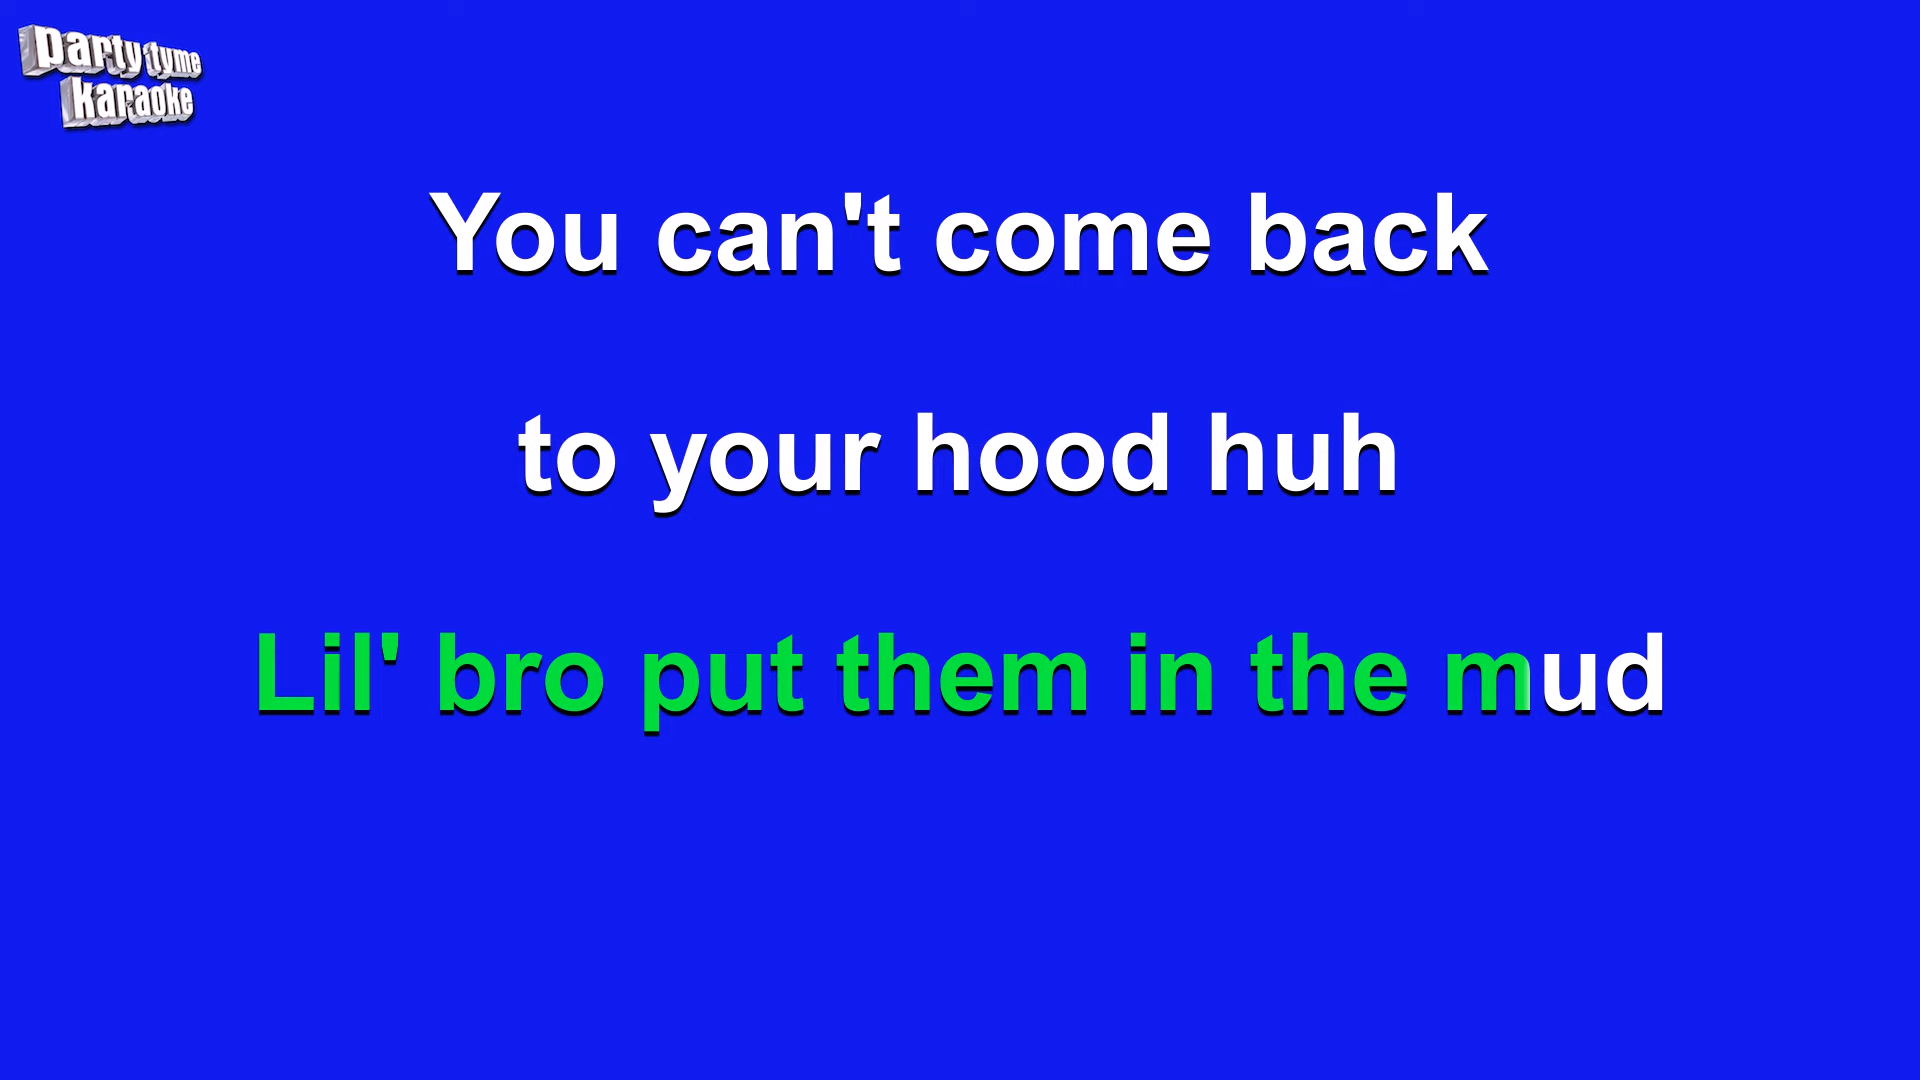 party tyme
karaoke
You can't come back
to your hood huh
Lil' bro put them in the mud